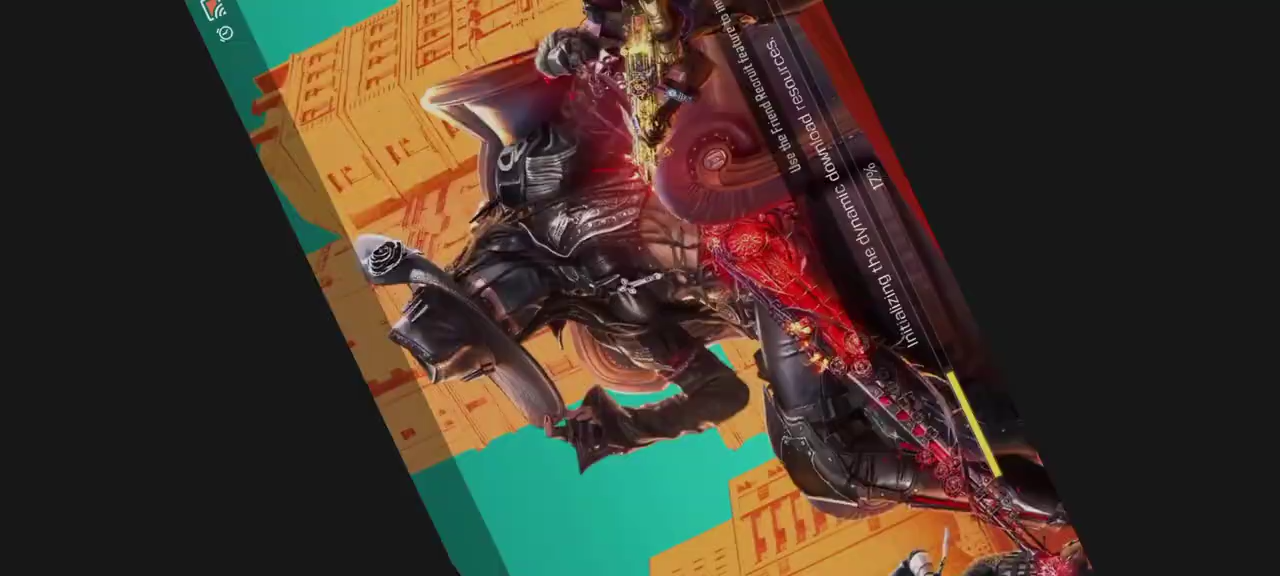 Use the Friend Recruit feature to
Initializing the dynamic download resources.
17%